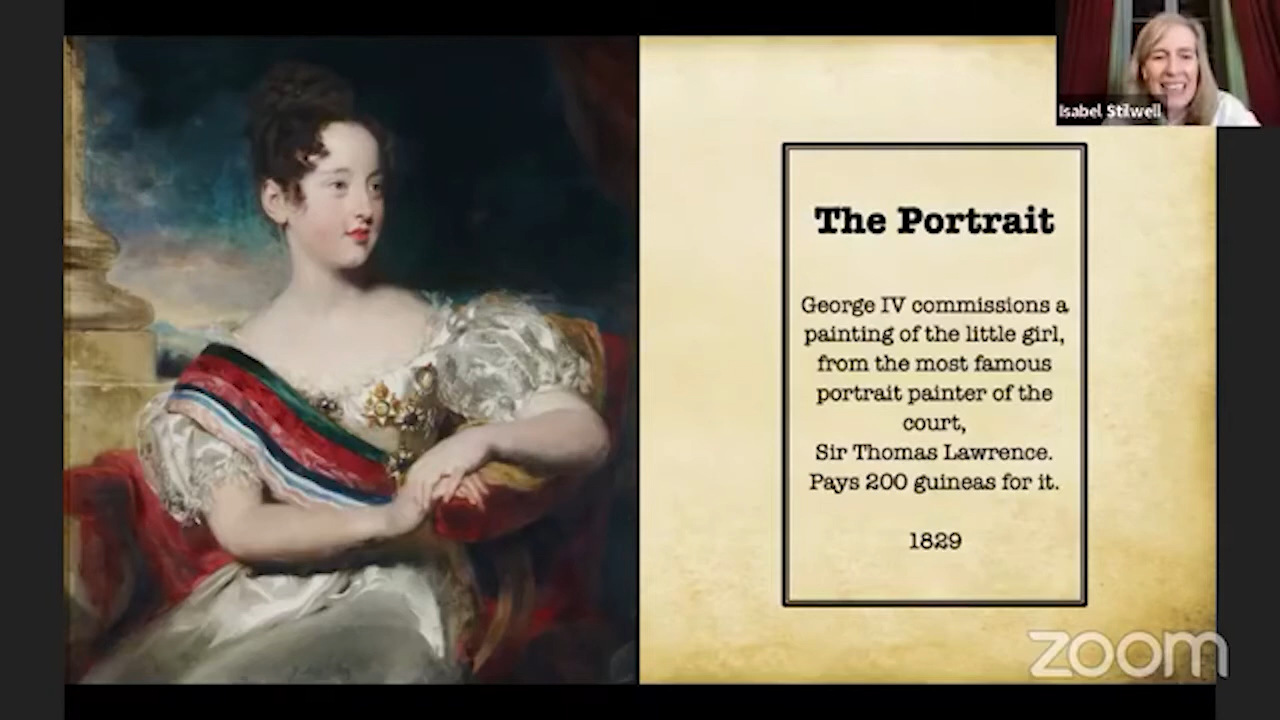 Isabel Stilwell
The Portrait
George IV commissions a
painting of the little girl,
from the most famous
portrait painter of the
court,
Sir Thomas Lawrence.
Pays 200 guineas for it.
1829
zoom